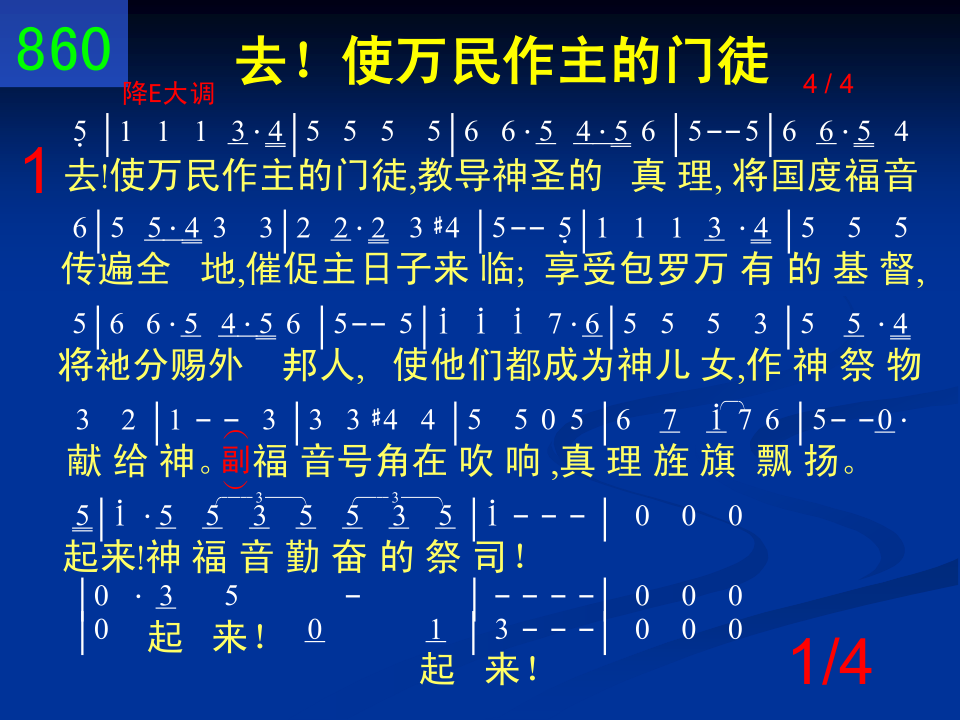 860
去！使万民作主的门徒
降E大调
4 / 4
1
5̣ | 1 1 1 3 · 4 | 5 5 5 5 | 6 6 · 5 4 · 5 6 | 5 - - 5 | 6 6 · 5 4
去!使万民作主的门徒,教导神圣的 真 理, 将国度福音
6 | 5 5 · 4 3 3 | 2 2 · 2 3 #4 | 5 - - 5̣ | 1 1 1 3 · 4 | 5 5 5
传遍全 地,催促主日子来 临; 享受包罗万 有 的 基 督,
5 | 6 6 · 5 4 · 5 6 | 5 - - 5 | i i i 7 · 6 | 5 5 5 3 | 5 5 · 4
将祂分赐外 邦人, 使他们都成为神儿 女,作 神 祭 物
3 2 | 1 - - 3 | 3 3 #4 4 | 5 5 0 5 | 6 7 i 7 6 | 5 - - 0 ·
献 给 神。(副)福 音号角在 吹 响 ,真 理 旌 旗 飘 扬。
5 | i · 5 5 3 5 5 3 5 | i - - - | 0 0 0
3 3
起来!神 福 音 勤 奋 的 祭 司！
| 0 · 3 5 - | - - - - | 0 0 0
| 0 0 1 | 3 - - - | 0 0 0
起 来！
起 来！
1/4